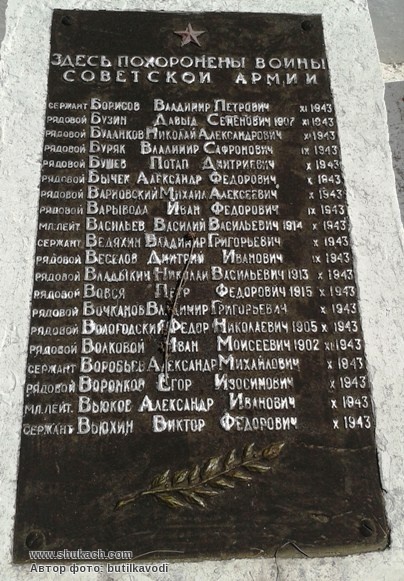 Здесь похоронены воины
Советской Армии
сержант Борисов Владимир Петрович XI 1943
рядовой Бузин Давыд Семёнович 1907 XI 1943
рядовой Булаников Николай Александрович XI 1943
рядовой Буряк Владимир Сафронович IX 1943
рядовой Бушев Потап Дмитриевич X 1943
рядовой Бычек Александр Федорович X 1943
рядовой Варновский Михаил Алексеевич X 1943
рядовой Варывода Иван Федорович IX 1943
мл. лейт. Васильев Василий Васильевич 1914 X 1943
сержант Ведяхин Владимир Григорьевич X 1943
рядовой Веселов Дмитрий Иванович IX 1943
рядовой Владыкин Николай Васильевич 1913 X 1943
рядовой Вовся Петр Федорович 1915 X 1943
рядовой Вочканов Владимир Григорьевич X 1943
рядовой Вологодский Федор Николаевич 1905 X 1943
рядовой Волковой Иван Моисеевич 1902 XI 1943
сержант Воробьев Александр Михайлович X 1943
рядовой Воронков Егор Изосимович X 1943
мл. лейт. Вьюков Александр Иванович X 1943
сержант Вьюхин Виктор Федорович X 1943
www.shukach.com
Автор фото: butilkavodi